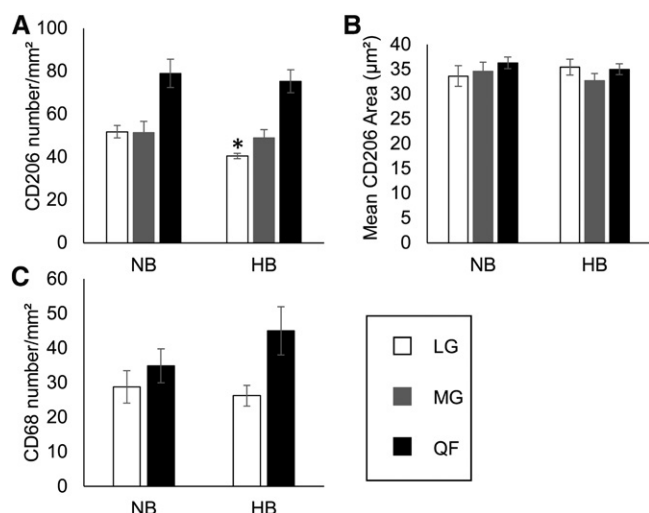 A
CD206 number/mm²
100
80
60
40
20
0
*
NB
HB
B
Mean CD206 Area (µm²)
40
35
30
25
20
15
10
5
0
NB
HB
C
CD68 number/mm²
60
50
40
30
20
10
0
NB
HB
LG
MG
QF